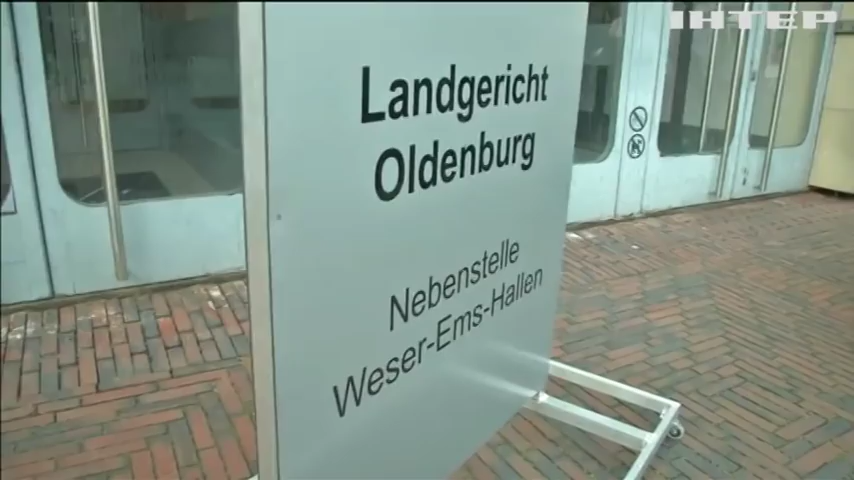 ІНТЕР
Landgericht
Oldenburg
Nebenstelle
Weser-Ems-Hallen